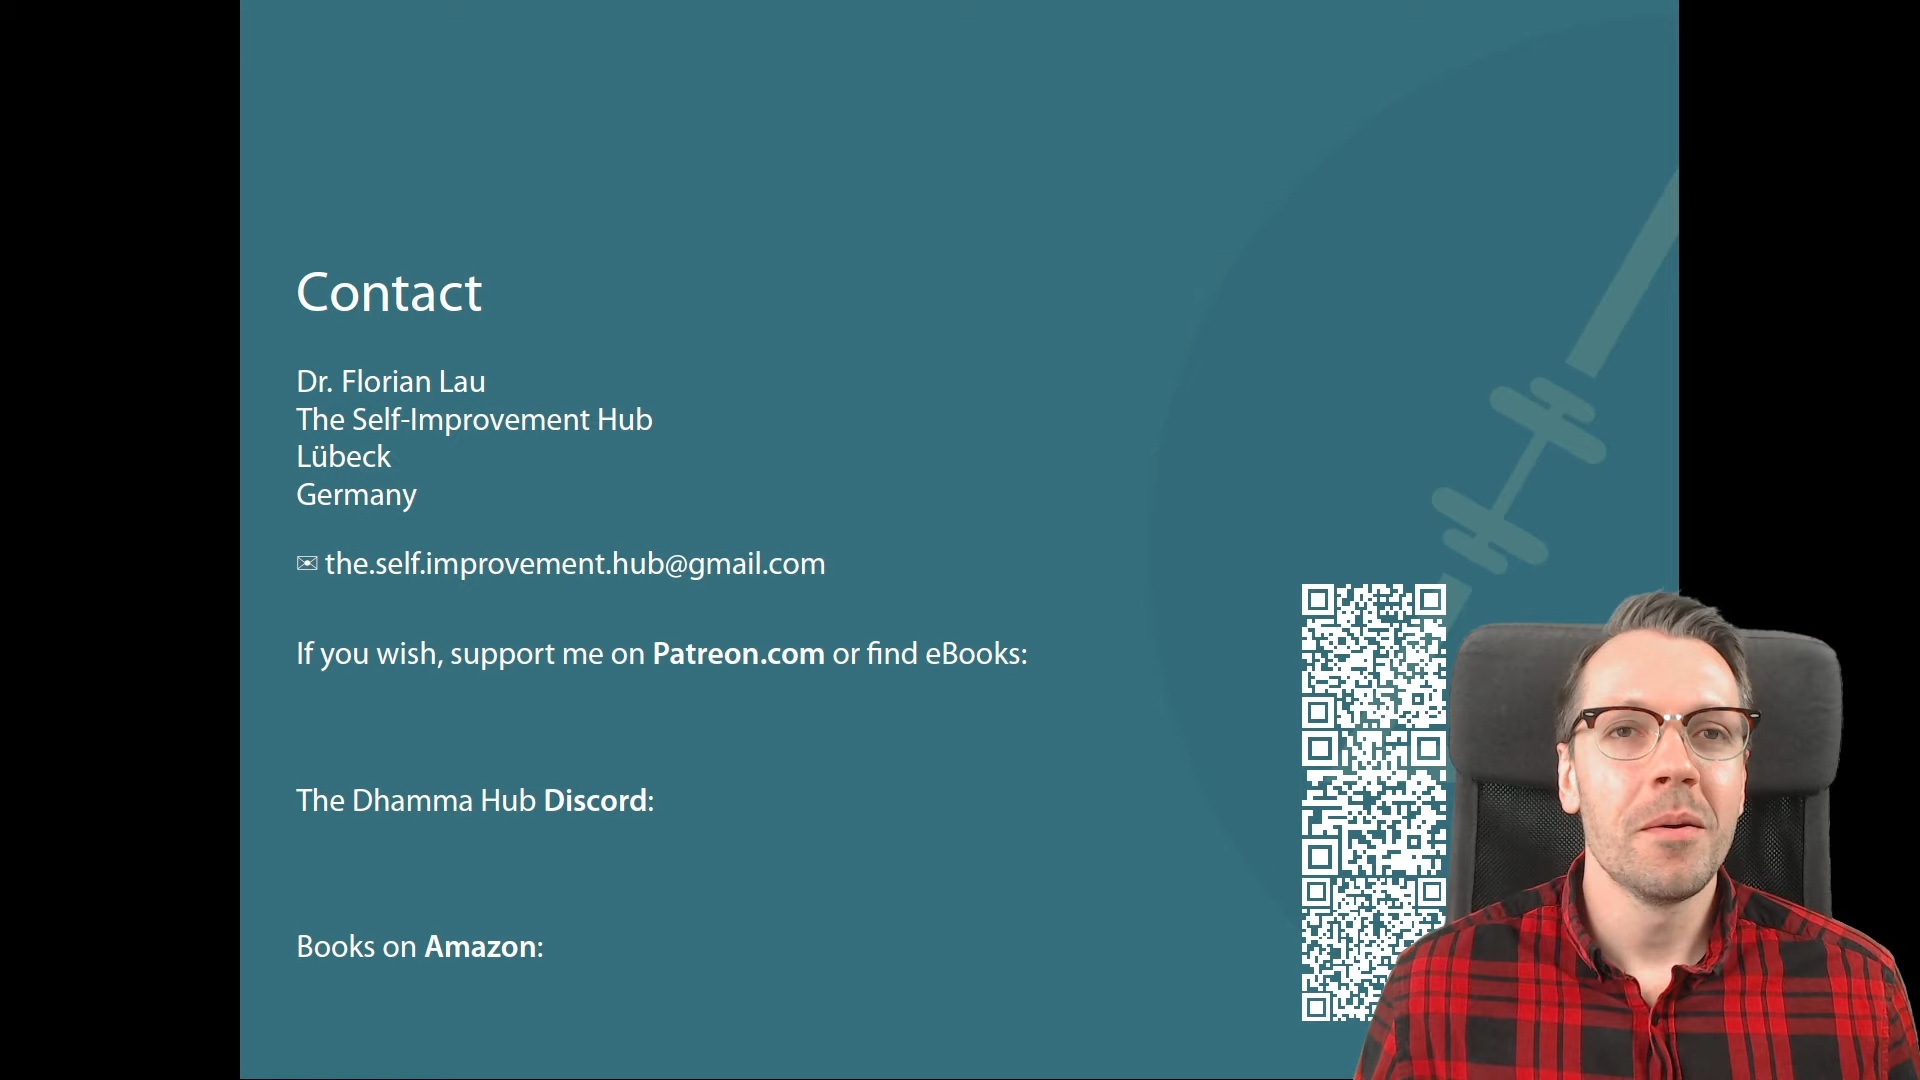 Contact
Dr. Florian Lau
The Self-Improvement Hub
Lübeck
Germany
✉ the.self.improvement.hub@gmail.com
If you wish, support me on Patreon.com or find eBooks:
The Dhamma Hub Discord:
Books on Amazon: